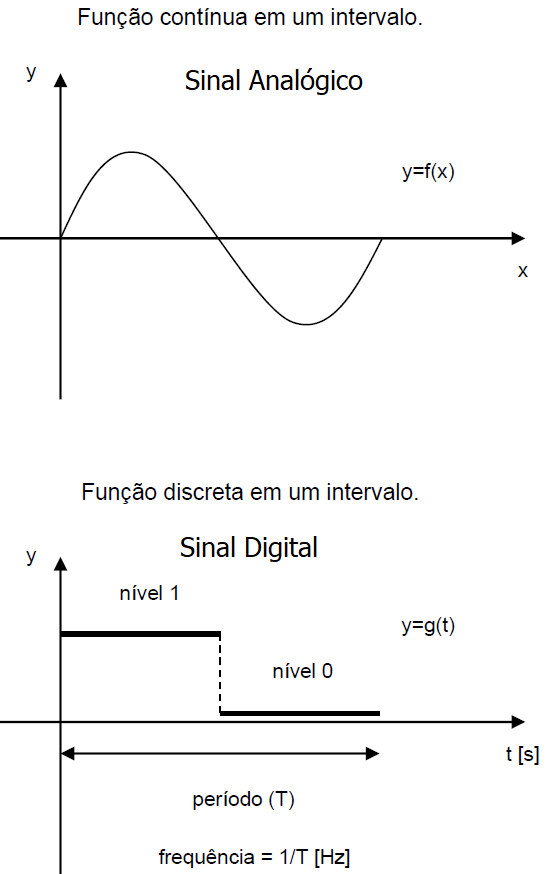 Função contínua em um intervalo.
y
Sinal Analógico
y=f(x)
x
Função discreta em um intervalo.
y
Sinal Digital
nível 1
y=g(t)
nível 0
t [s]
período (T)
frequência = 1/T [Hz]